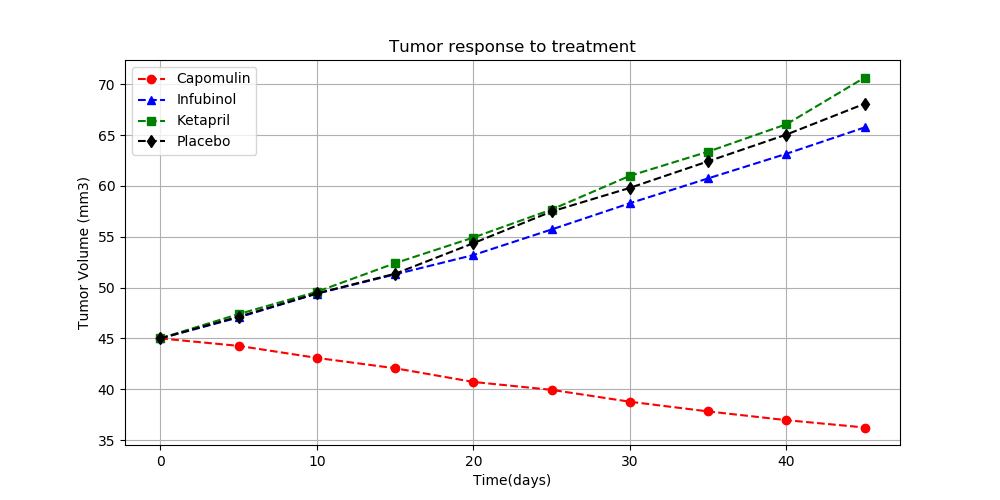 Tumor response to treatment
Capomulin
Infubinol
Ketapril
Placebo
Tumor Volume (mm3)
70
65
60
55
50
45
40
35
0 10 20 30 40
Time(days)